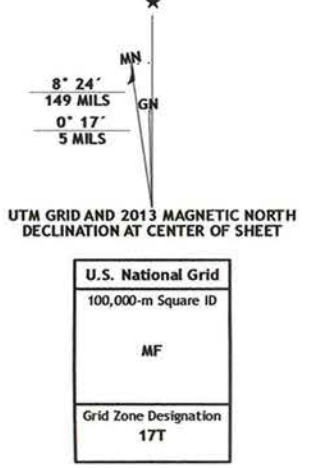 MN
8° 24´
149 MILS
GN
0° 17´
5 MILS
UTM GRID AND 2013 MAGNETIC NORTH
DECLINATION AT CENTER OF SHEET
U.S. National Grid
100,000-m Square ID
MF
Grid Zone Designation
17T